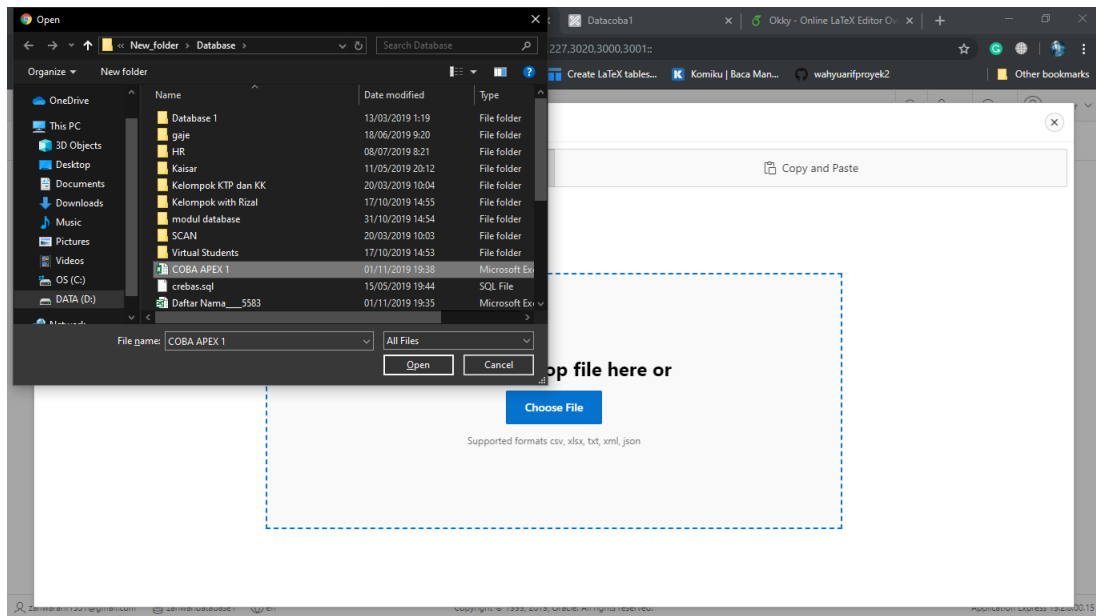 Open
Datacoba1
Okky - Online LaTeX Editor Ov
« New_folder › Database ›
Search Database
227,3020,3000,3001::
Organize
New folder
Create LaTeX tables...
Komiku | Baca Man...
wahyuarifproyek2
Other bookmarks
OneDrive
This PC
3D Objects
Desktop
Documents
Downloads
Music
Pictures
Videos
OS (C:)
DATA (D:)
Name Date modified Type
Database 1 13/03/2019 1:19 File folder
gaje 18/06/2019 9:20 File folder
HR 08/07/2019 8:21 File folder
Kaisar 11/05/2019 20:12 File folder
Kelompok KTP dan KK 20/03/2019 10:04 File folder
Kelompok with Rizal 17/10/2019 14:55 File folder
modul database 31/10/2019 14:54 File folder
SCAN 20/03/2019 10:03 File folder
Virtual Students 17/10/2019 14:53 File folder
COBA APEX 1 01/11/2019 19:38 Microsoft Ex
crebas.sql 15/05/2019 19:44 SQL File
Daftar Nama___5583 01/11/2019 19:35 Microsoft Ex
File name: COBA APEX 1
All Files
Open
Cancel
Copy and Paste
op file here or
Choose File
Supported formats csv, xlsx, txt, xml, json